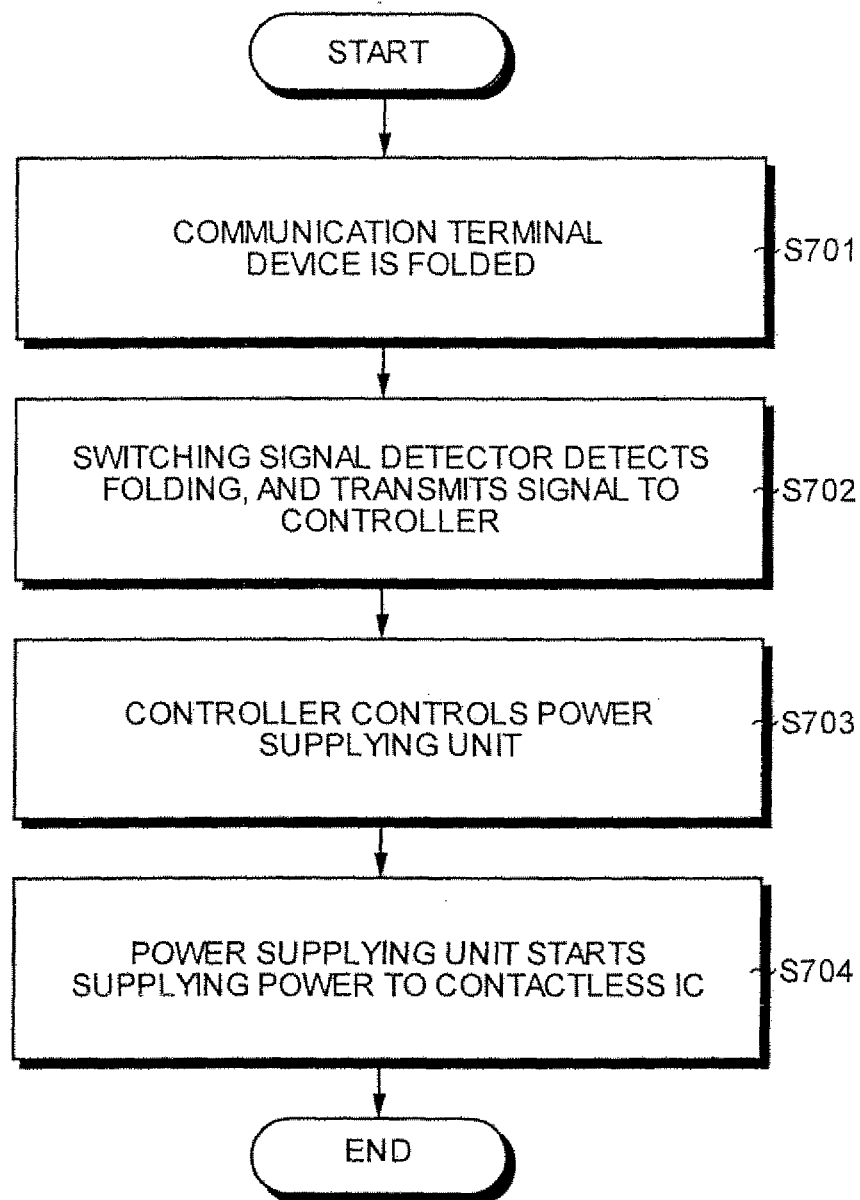 START
COMMUNICATION TERMINAL
DEVICE IS FOLDED
S701
SWITCHING SIGNAL DETECTOR DETECTS
FOLDING, AND TRANSMITS SIGNAL TO
CONTROLLER
S702
CONTROLLER CONTROLS POWER
SUPPLYING UNIT
S703
POWER SUPPLYING UNIT STARTS
SUPPLYING POWER TO CONTACTLESS IC
S704
END